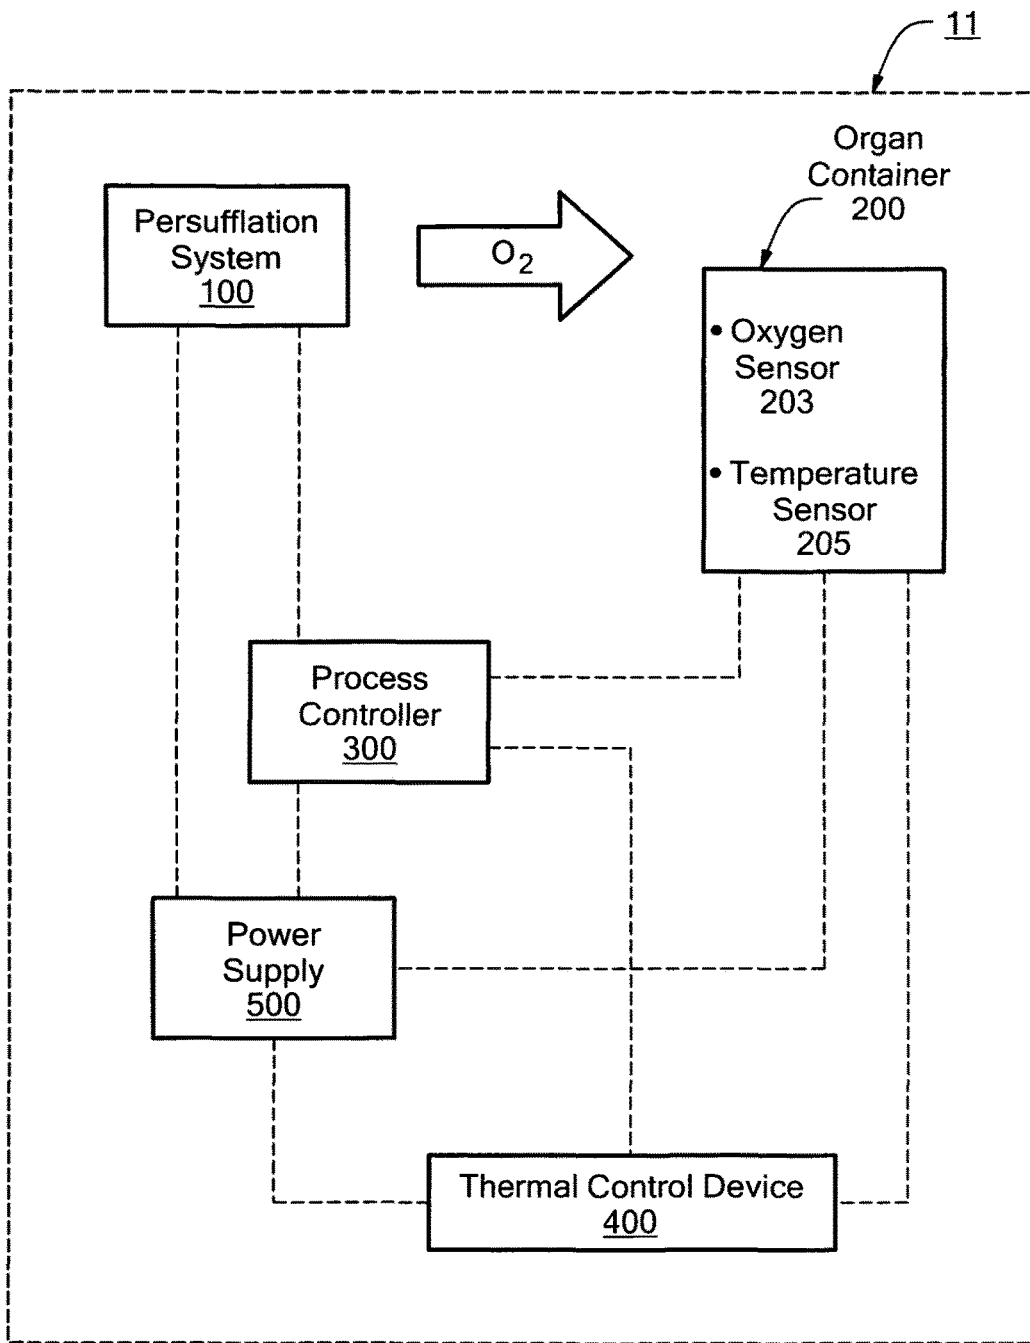 11
Organ
Container
200
Persufflation
System
100
O2
• Oxygen
Sensor
203
• Temperature
Sensor
205
Process
Controller
300
Power
Supply
500
Thermal Control Device
400